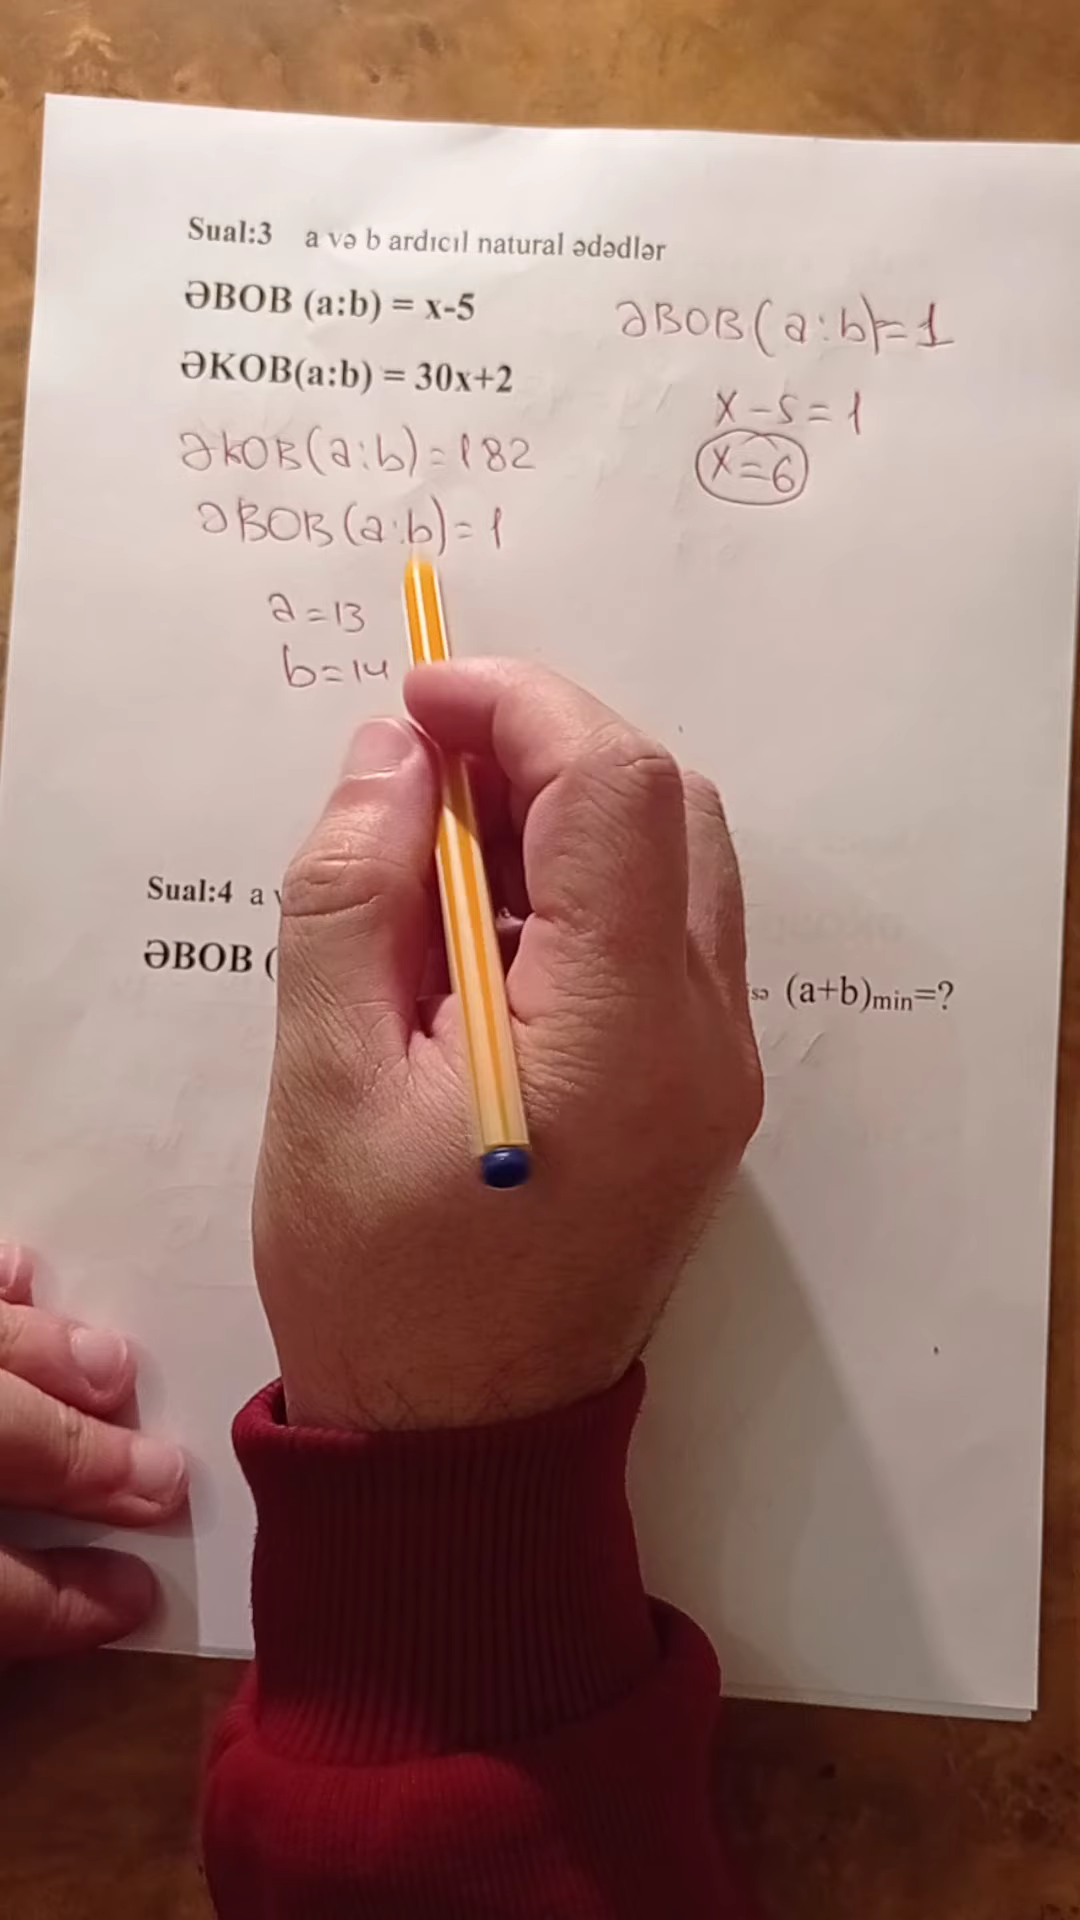 Sual:3 a və b ardıcıl natural ədədlər
ƏBOB (a:b) = x-5
ƏKOB(a:b) = 30x+2
ƏKOB(a:b)=182
ƏBOB(a:b)=1
a=13
b=14
ƏBOB(a:b)=1
x-5=1
x=6
Sual:4 a
ƏBOB (
isə (a+b)min=?